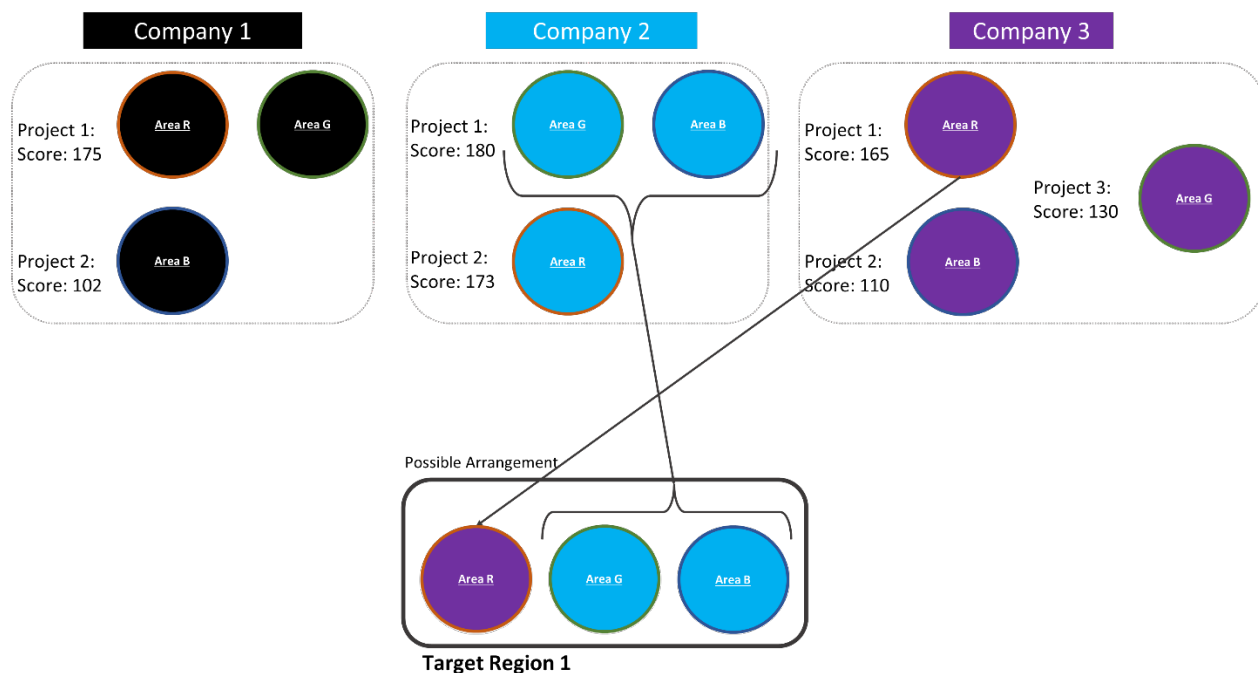 Company 1
Company 2
Company 3
Project 1:
Score: 175
Area R
Area G
Project 2:
Score: 102
Area B
Project 1:
Score: 180
Area G
Area B
Project 2:
Score: 173
Area R
Project 1:
Score: 165
Area R
Project 3:
Score: 130
Area G
Project 2:
Score: 110
Area B
Possible Arrangement
Area R
Area G
Area B
Target Region 1